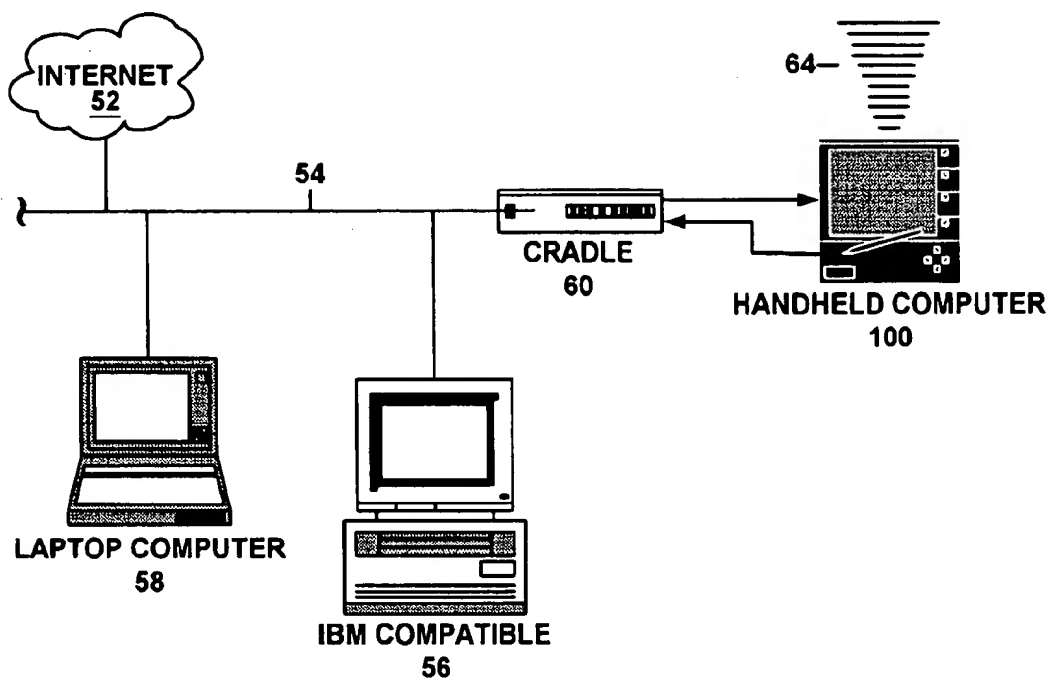 INTERNET
52
64
54
CRADLE
60
HANDHELD COMPUTER
100
LAPTOP COMPUTER
58
IBM COMPATIBLE
56